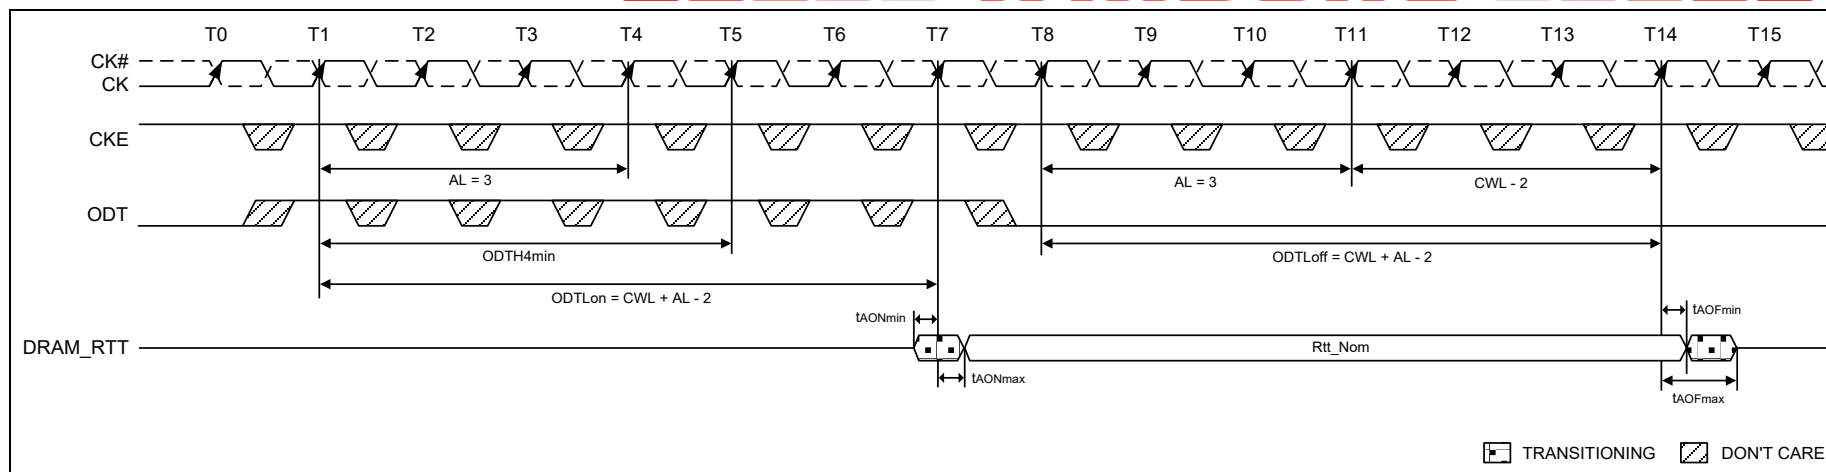 T0 T1 T2 T3 T4 T5 T6 T7 T8 T9 T10 T11 T12 T13 T14 T15
CK#
CK
CKE
AL = 3 AL = 3 CWL - 2
ODT
ODTH4min ODTLoff = CWL + AL - 2
ODTLon = CWL + AL - 2
tAONmin tAOFmin
DRAM_RTT Rtt_Nom
tAONmax
tAOFmax
TRANSITIONING DON'T CARE